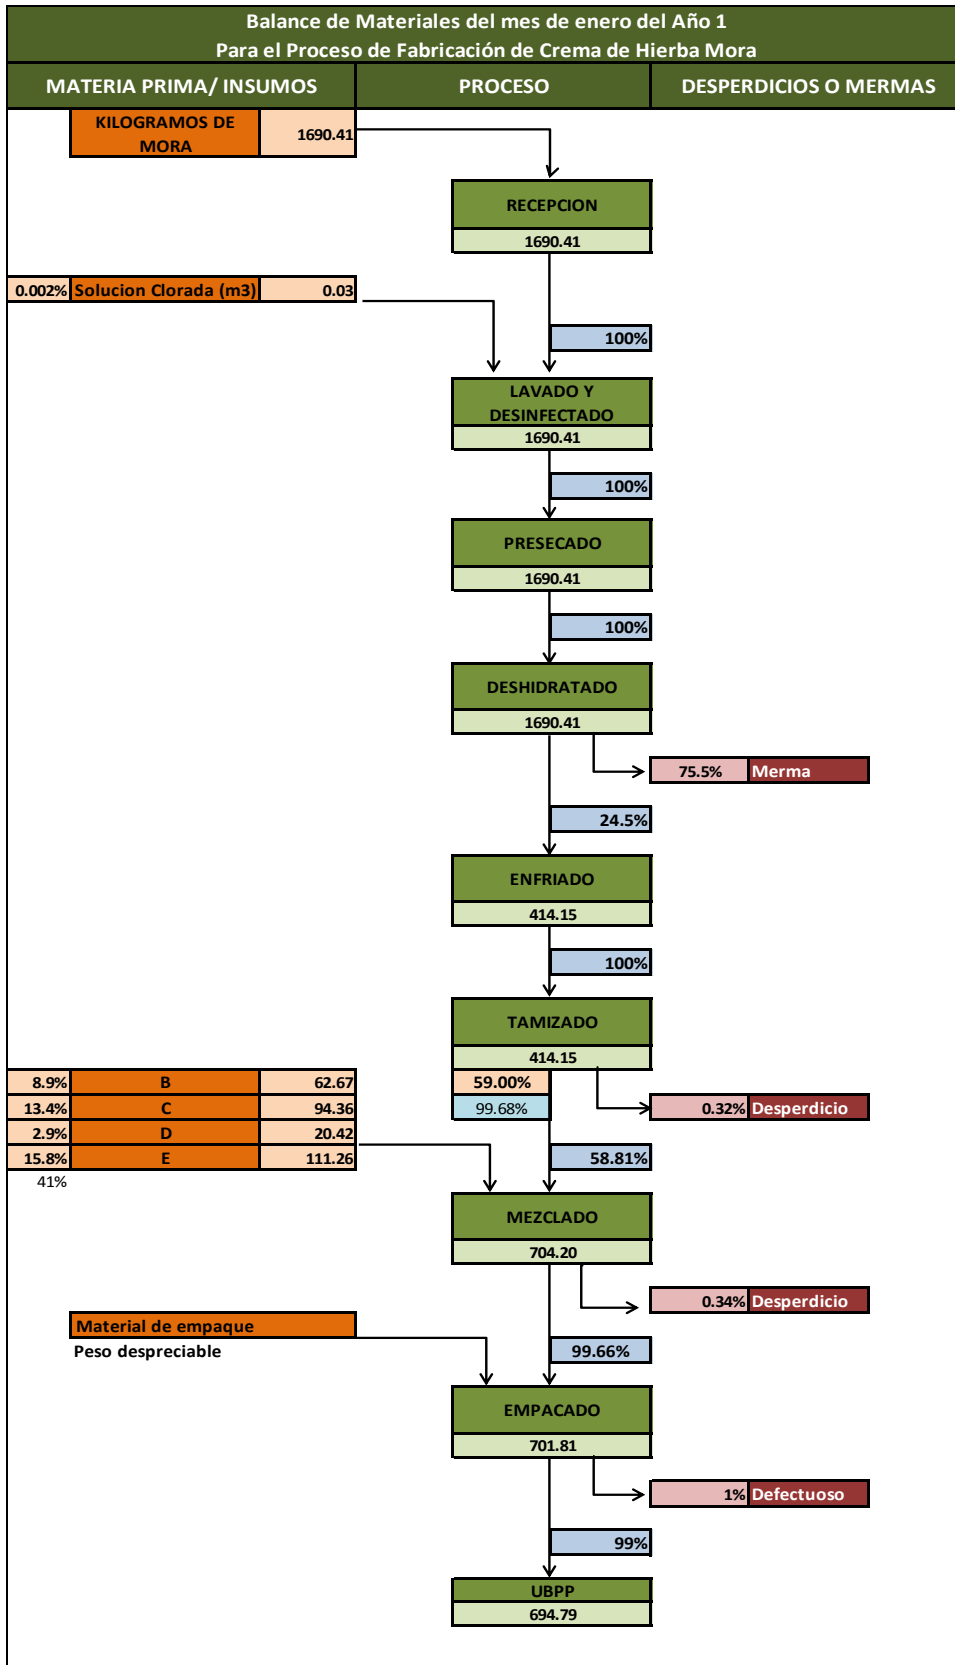 Balance de Materiales del mes de enero del Año 1
Para el Proceso de Fabricación de Crema de Hierba Mora
MATERIA PRIMA/ INSUMOS PROCESO DESPERDICIOS O MERMAS
KILOGRAMOS DE
MORA
1690.41
RECEPCION
1690.41
0.002% Solucion Clorada (m3) 0.03
100%
LAVADO Y
DESINFECTADO
1690.41
100%
PRESECADO
1690.41
100%
DESHIDRATADO
1690.41
75.5% Merma
24.5%
ENFRIADO
414.15
100%
TAMIZADO
414.15
8.9% B 62.67 59.00%
13.4% C 94.36 99.68% 0.32% Desperdicio
2.9% D 20.42
15.8% E 111.26 58.81%
41%
MEZCLADO
704.20
0.34% Desperdicio
Material de empaque
Peso despreciable 99.66%
EMPACADO
701.81
1% Defectuoso
99%
UBPP
694.79